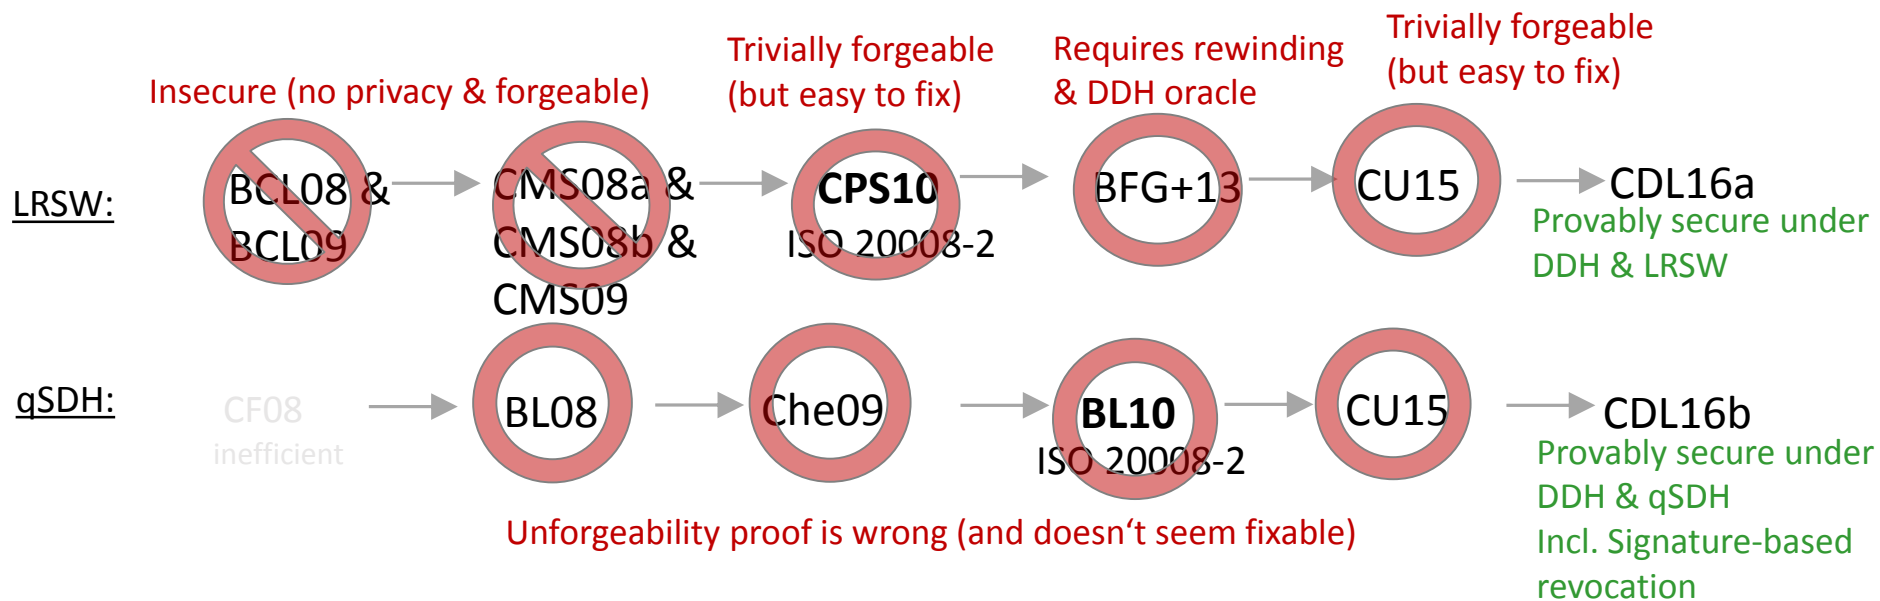 Trivially forgeable
(but easy to fix)
Requires rewinding
& DDH oracle
Trivially forgeable
(but easy to fix)
Insecure (no privacy & forgeable)
LRSW:
BCL08 &
BCL09
CMS08a &
CMS08b &
CMS09
CPS10
ISO 20008-2
BFG+13
CU15
CDL16a
Provably secure under
DDH & LRSW
qSDH:
CF08
inefficient
BL08
Che09
BL10
ISO 20008-2
CU15
CDL16b
Provably secure under
DDH & qSDH
Incl. Signature-based
revocation
Unforgeability proof is wrong (and doesn‘t seem fixable)